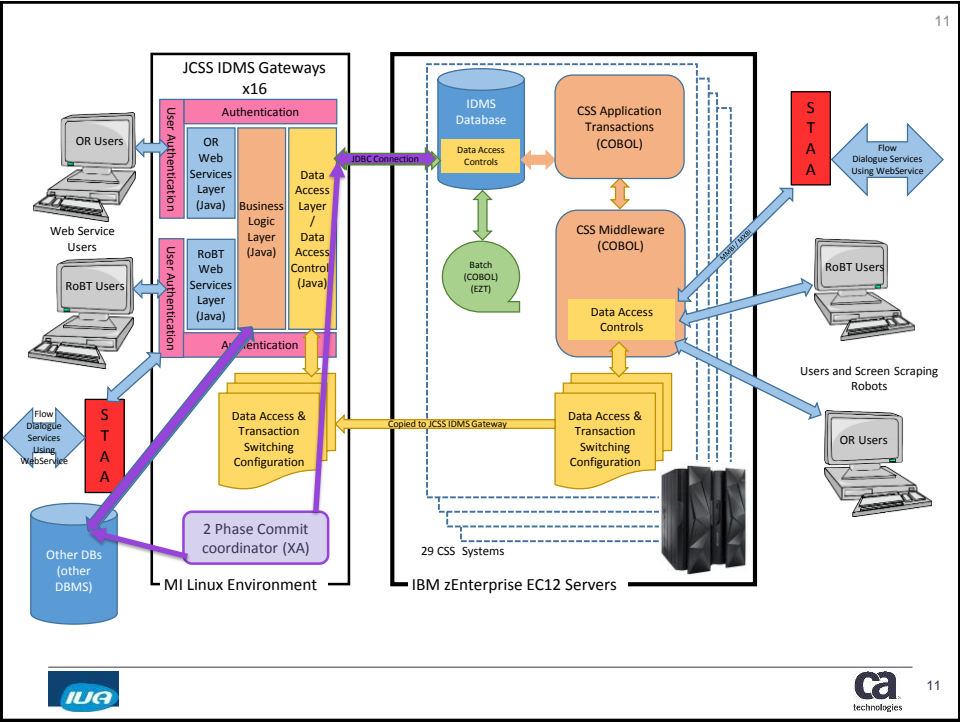 11
JCSS IDMS Gateways
x16
User Authentication
Authentication
OR
Web
Services
Layer
(Java)
Business
Logic
Layer
(Java)
Data
Access
Layer
/
Data
Access
Control
(Java)
User Authentication
RoBT
Web
Services
Layer
(Java)
Authentication
OR Users
Web Service
Users
RoBT Users
Flow
Dialogue
Services
Using
WebService
S
T
A
A
Data Access &
Transaction
Switching
Configuration
2 Phase Commit
coordinator (XA)
Other DBs
(other
DBMS)
MI Linux Environment
JDBC Connection
IDMS
Database
Data Access
Controls
CSS Application
Transactions
(COBOL)
Batch
(COBOL)
(EZT)
CSS Middleware
(COBOL)
Data Access
Controls
Copied to JCSS IDMS Gateway
Data Access &
Transaction
Switching
Configuration
29 CSS Systems
IBM zEnterprise EC12 Servers
MMBI / MXBI
S
T
A
A
Flow
Dialogue Services
Using WebService
RoBT Users
Users and Screen Scraping
Robots
OR Users
IUA
ca
technologies
11